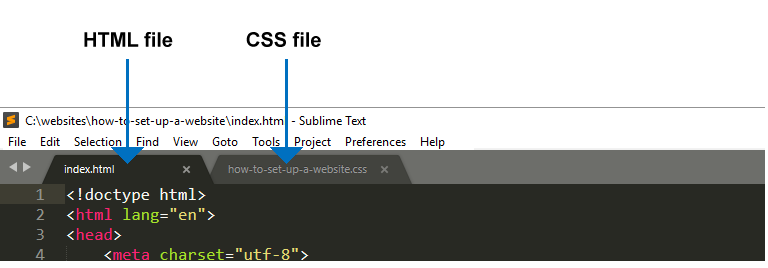 HTML file CSS file
C:\websites\how-to-set-up-a-website\index.html - Sublime Text
File Edit Selection Find View Goto Tools Project Preferences Help
index.html how-to-set-up-a-website.css
1 <!doctype html>
2 <html lang="en">
3 <head>
4 <meta charset="utf-8">